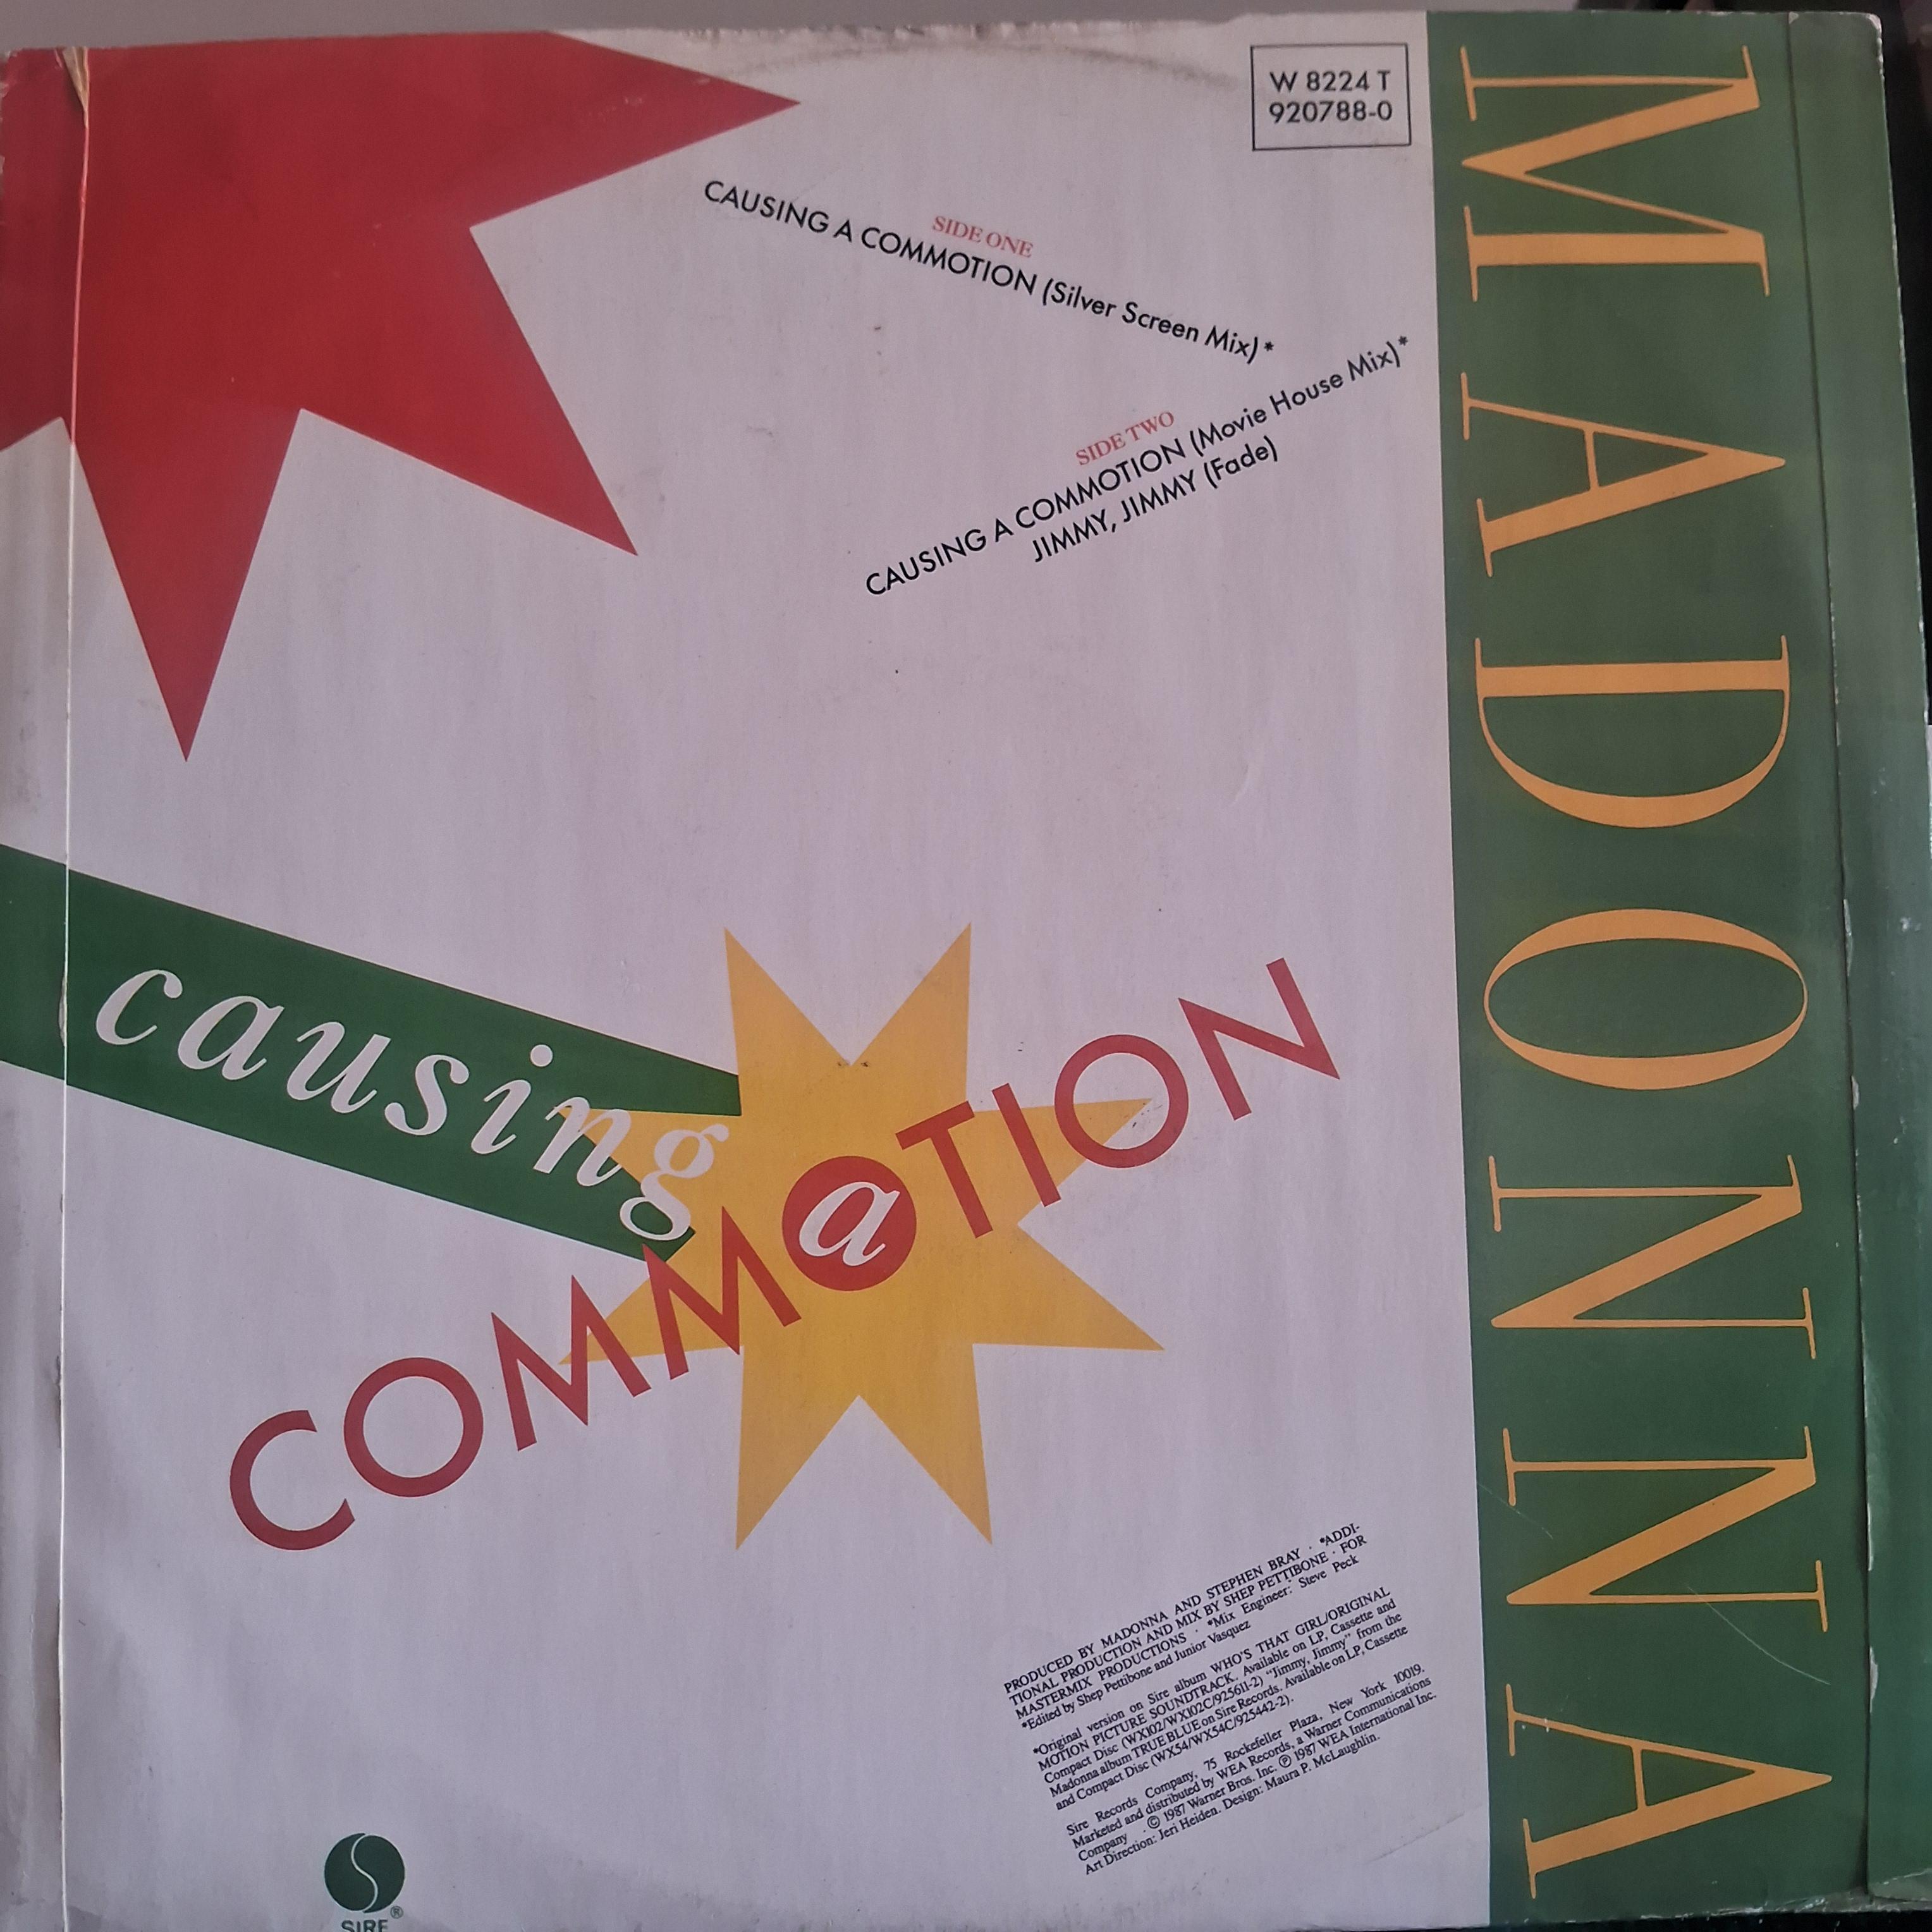 W 8224 T
920788-0
SIDE ONE
CAUSING A COMMOTION (Silver Screen Mix)*
SIDE TWO
CAUSING A COMMOTION (Movie House Mix)*
JIMMY, JIMMY (Fade)
MADONNA
causing
a
COMMOTION
PRODUCED BY MADONNA AND STEPHEN BRAY · *ADDI-
TIONAL PRODUCTION AND MIX BY SHEP PETTIBONE · FOR
MASTERMIX PRODUCTIONS · *Mix Engineer: Steve Peck
*Edited by Shep Pettibone and Junior Vasquez
*Original version on Sire album WHO'S THAT GIRL/ORIGINAL
MOTION PICTURE SOUNDTRACK. Available on LP, Cassette and
Compact Disc (WX102/WX102C/925611-2) "Jimmy, Jimmy" from the
Madonna album TRUE BLUE on Sire Records. Available on LP, Cassette
and Compact Disc (WX54/WX54C/925442-2).
Sire Records Company, 75 Rockefeller Plaza, New York 10019.
Marketed and distributed by WEA Records, a Warner Communications
Company · © 1987 Warner Bros. Inc. ℗ 1987 WEA International Inc.
Art Direction: Jeri Heiden. Design: Maura P. McLaughlin.
SIRE ®